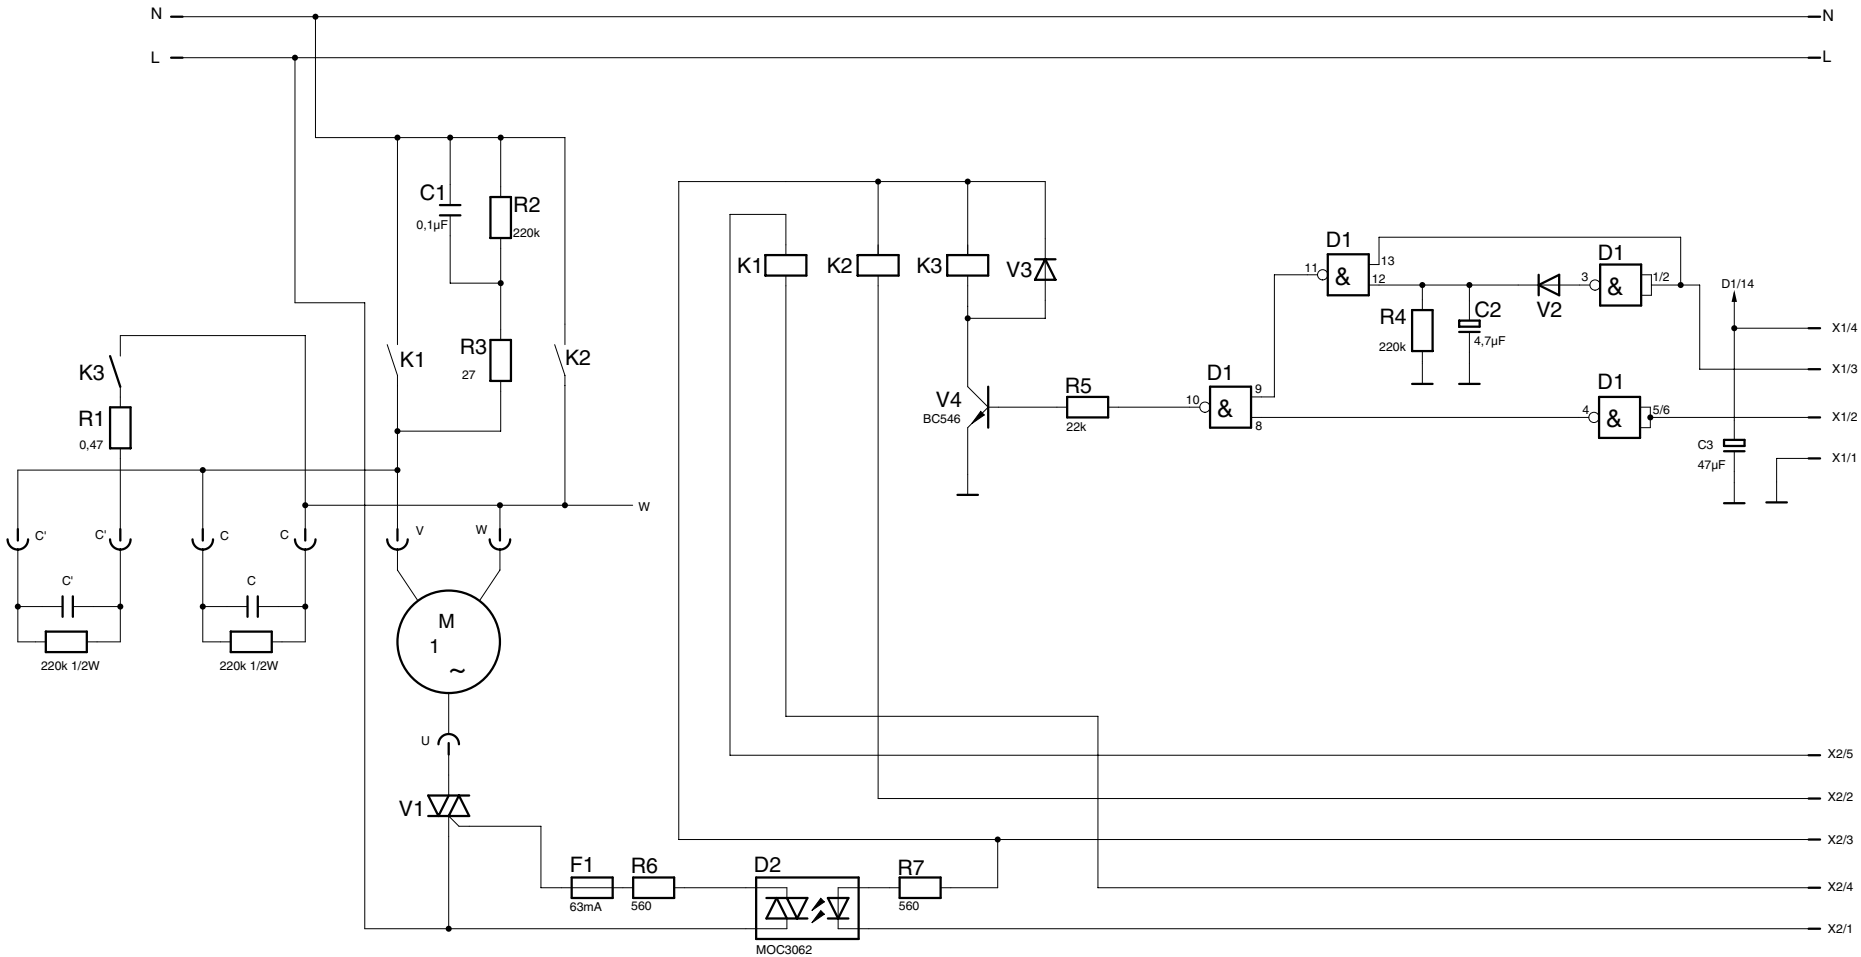 N
N
L
L
C1
0,1µF
R2
220k
K1
K2
K3
V3
D1
11
&
13
12
D1
3
&
1/2
D1/14
V2
R4
220k
C2
4,7µF
X1/4
K3
K1
R3
27
K2
X1/3
R1
0,47
V4
BC546
R5
22k
D1
10
&
9
8
D1
4
&
5/6
X1/2
C3
47µF
X1/1
W
C'
C'
C
C
V
W
C'
C
220k 1/2W
220k 1/2W
M
1
~
U
X2/5
V1
X2/2
X2/3
F1
63mA
R6
560
D2
MOC3062
R7
560
X2/4
X2/1